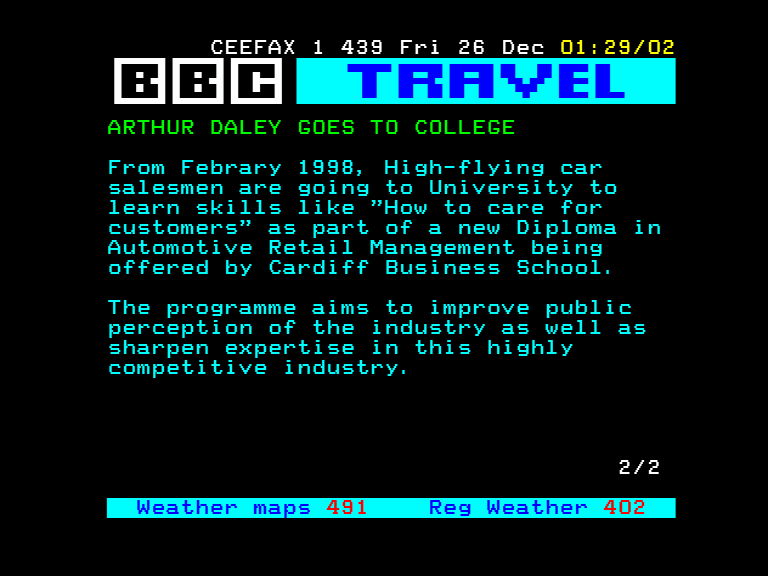 CEEFAX 1 439 Fri 26 Dec 01:29/02
BBC TRAVEL
ARTHUR DALEY GOES TO COLLEGE
From Febrary 1998, High-flying car
salesmen are going to University to
learn skills like "How to care for
customers" as part of a new Diploma in
Automotive Retail Management being
offered by Cardiff Business School.
The programme aims to improve public
perception of the industry as well as
sharpen expertise in this highly
competitive industry.
2/2
Weather maps 491 Reg Weather 402